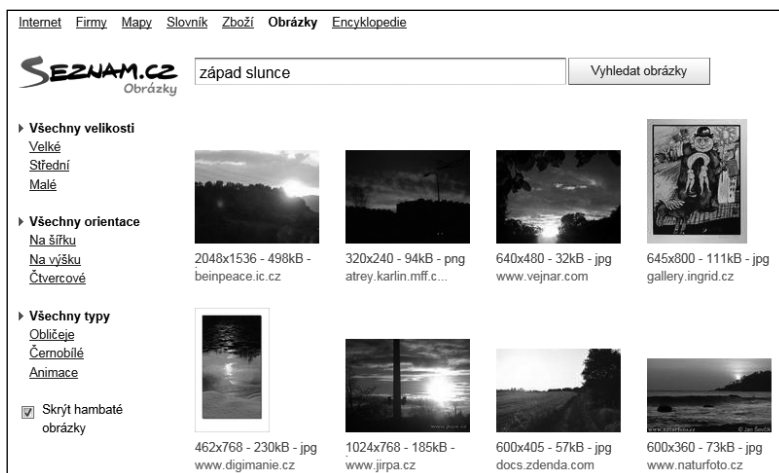 Internet Firmy Mapy Slovník Zboží Obrázky Encyklopedie
SEZNAM.CZ
Obrázky
západ slunce
Vyhledat obrázky
Všechny velikosti
Velké
Střední
Malé
Všechny orientace
Na šířku
Na výšku
Čtvercové
Všechny typy
Obličeje
Černobílé
Animace
Skrýt hambaté
obrázky
2048x1536 - 498kB -
beinpeace.ic.cz
320x240 - 94kB - png
atrey.karlin.mff.c...
640x480 - 32kB - jpg
www.vejnar.com
645x800 - 111kB - jpg
gallery.ingrid.cz
462x768 - 230kB - jpg
www.digimanie.cz
1024x768 - 185kB -
www.jirpa.cz
600x405 - 57kB - jpg
docs.zdenda.com
600x360 - 73kB - jpg
www.naturfoto.cz